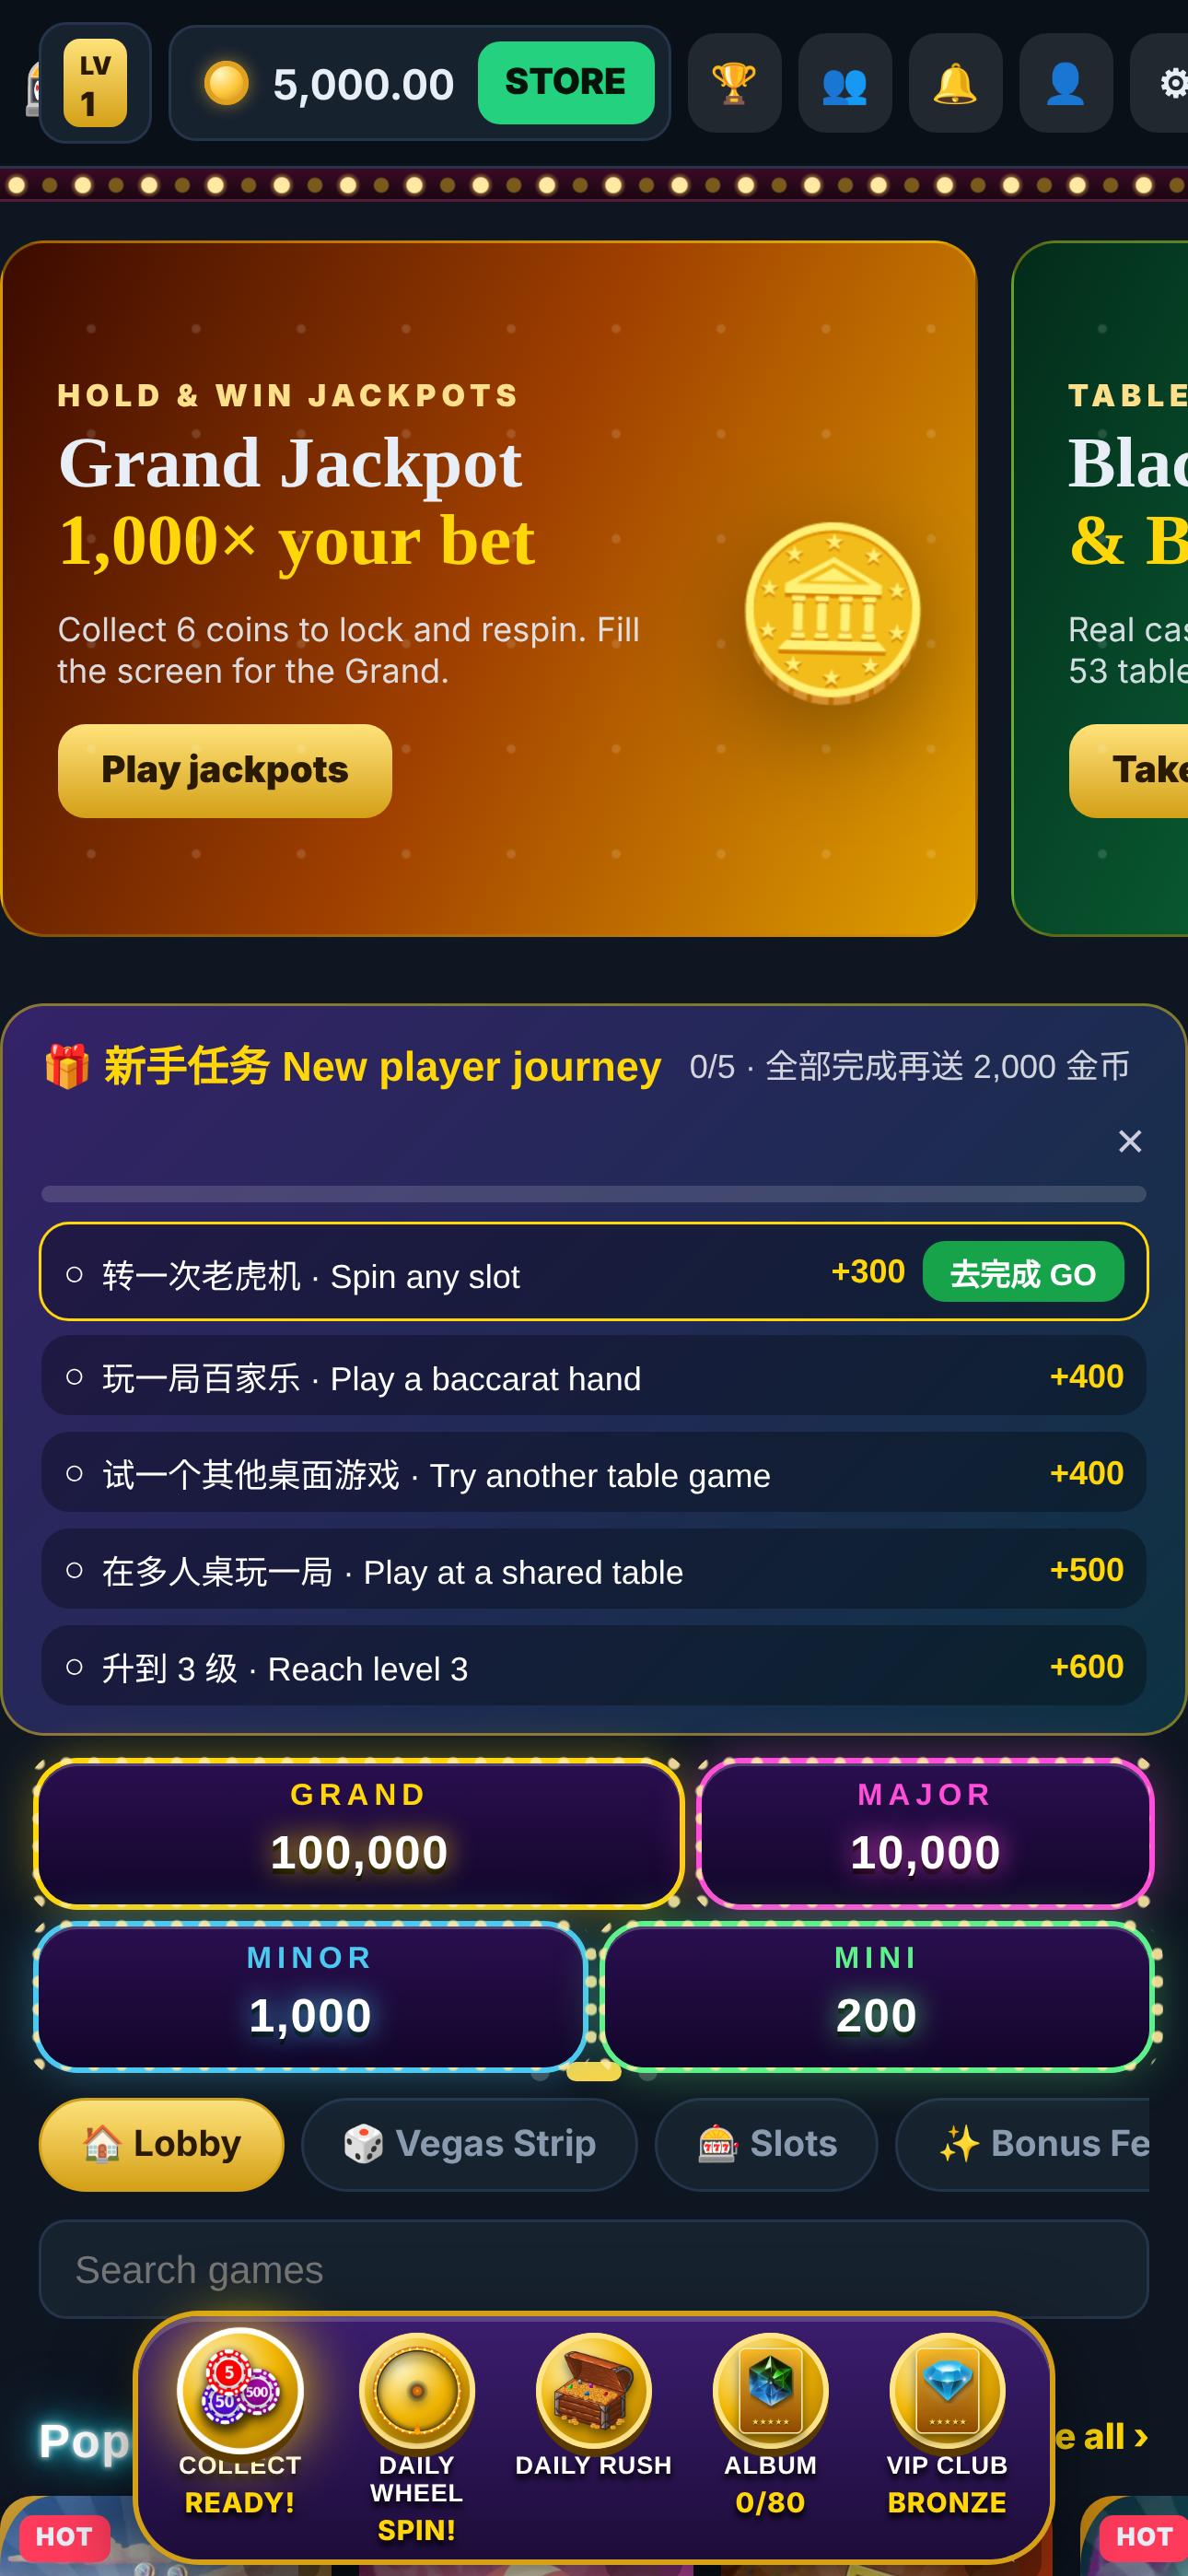 LV
1
5,000.00
STORE
HOLD & WIN JACKPOTS
Grand Jackpot
1,000× your bet
Collect 6 coins to lock and respin. Fill
the screen for the Grand.
Play jackpots
TABLE
Blac
& B
Real cas
53 table
Take
新手任务 New player journey
0/5 · 全部完成再送 2,000 金币
×
转一次老虎机 · Spin any slot
+300
去完成 GO
玩一局百家乐 · Play a baccarat hand
+400
试一个其他桌面游戏 · Try another table game
+400
在多人桌玩一局 · Play at a shared table
+500
升到 3 级 · Reach level 3
+600
GRAND
100,000
MAJOR
10,000
MINOR
1,000
MINI
200
Lobby
Vegas Strip
Slots
Bonus Fe
Search games
Pop
e all ›
5
50
500
COLLECT
READY!
DAILY
WHEEL
SPIN!
DAILY RUSH
ALBUM
0/80
VIP CLUB
BRONZE
HOT
HOT